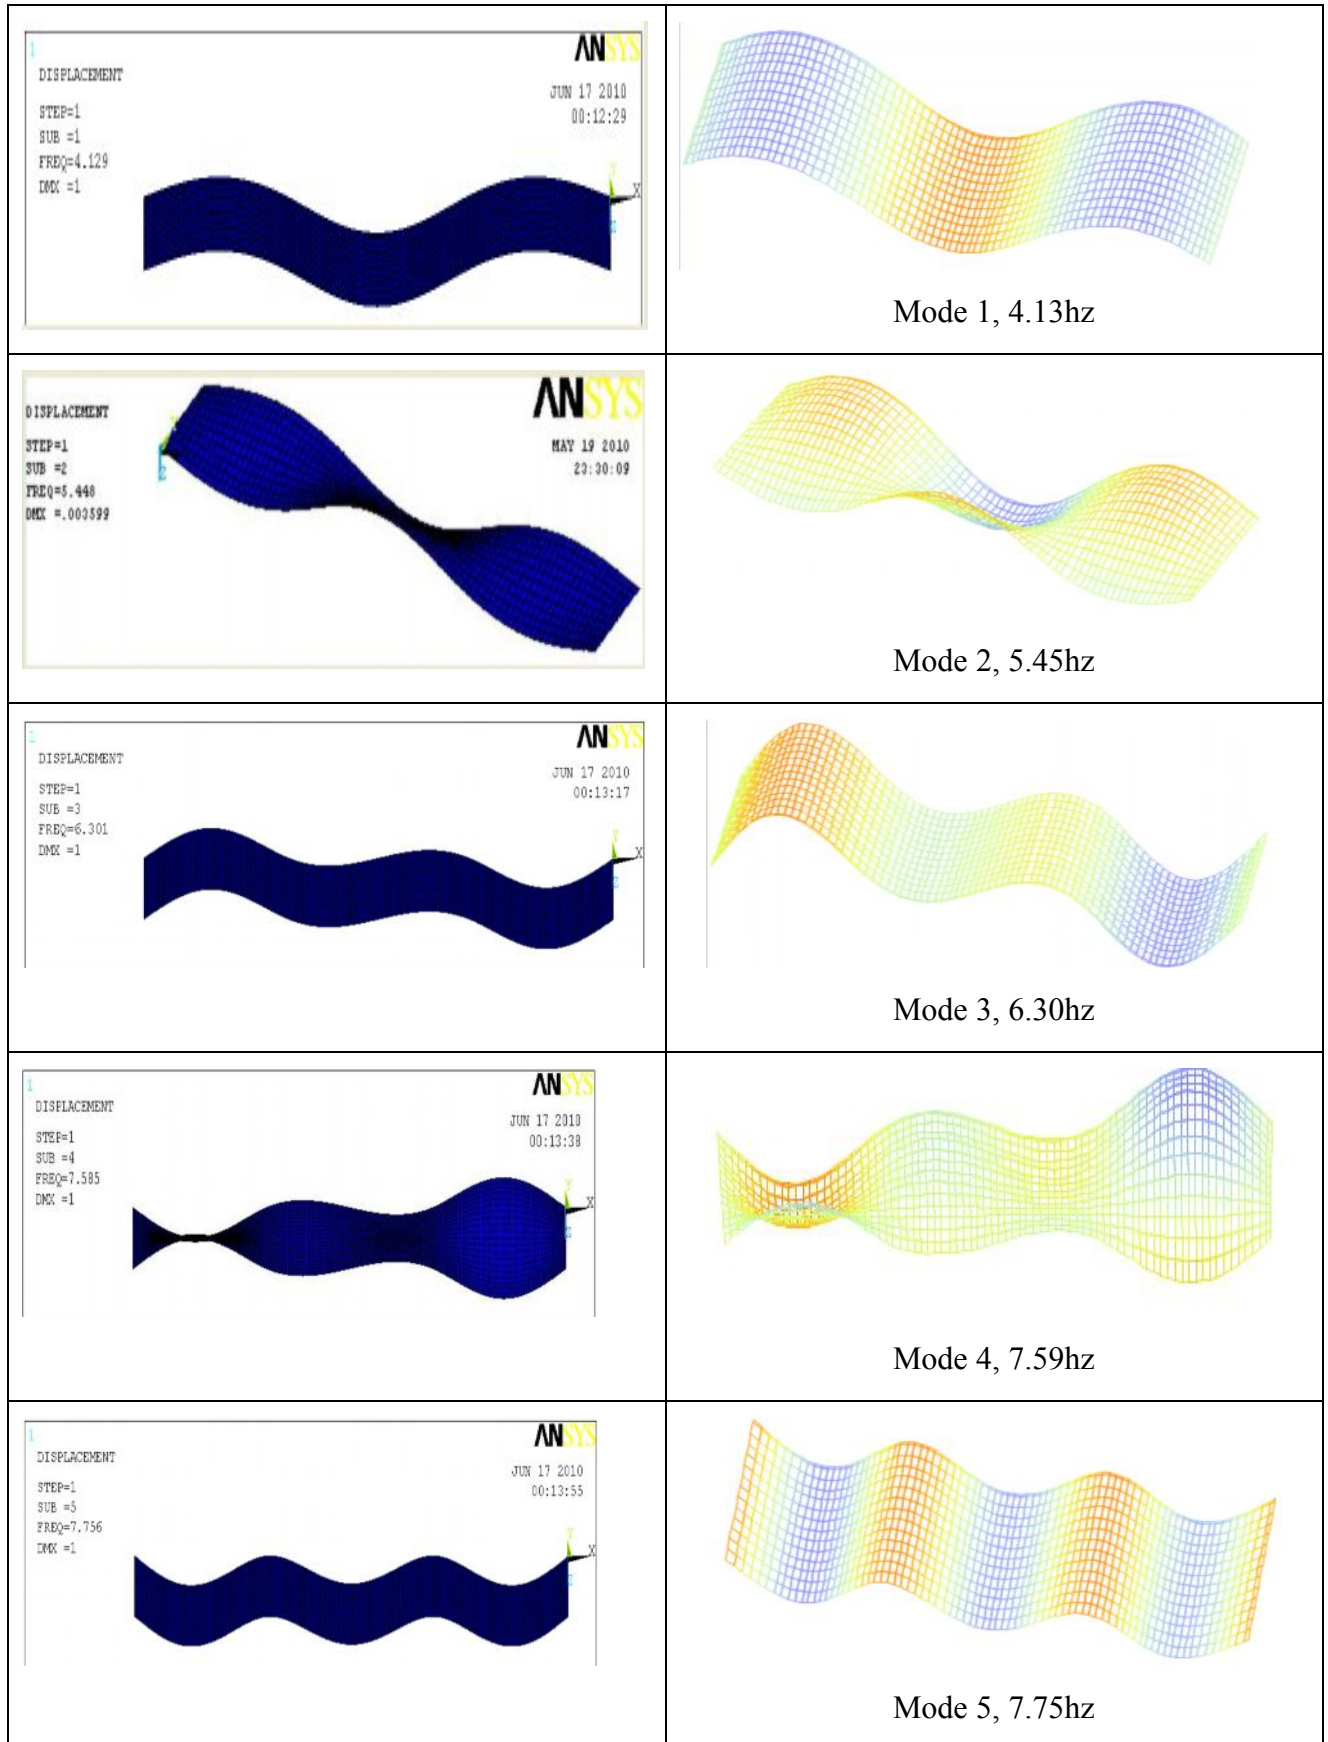 1
ANSYS
DISPLACEMENT
JUN 17 2010
STEP=1
00:12:29
SUB =1
FREQ=4.129
DMX =1
Y
X
Z
Mode 1, 4.13hz
ANSYS
DISPLACEMENT
MAY 19 2010
STEP=1
23:30:09
SUB =2
FREQ=5.448
DMX =.003599
Z
Mode 2, 5.45hz
1
ANSYS
DISPLACEMENT
JUN 17 2010
STEP=1
00:13:17
SUB =3
FREQ=6.301
DMX =1
Y
X
Z
Mode 3, 6.30hz
1
ANSYS
DISPLACEMENT
JUN 17 2010
STEP=1
00:13:38
SUB =4
FREQ=7.585
DMX =1
Y
X
Z
Mode 4, 7.59hz
1
ANSYS
DISPLACEMENT
JUN 17 2010
STEP=1
00:13:55
SUB =5
FREQ=7.756
DMX =1
Y
X
Z
Mode 5, 7.75hz